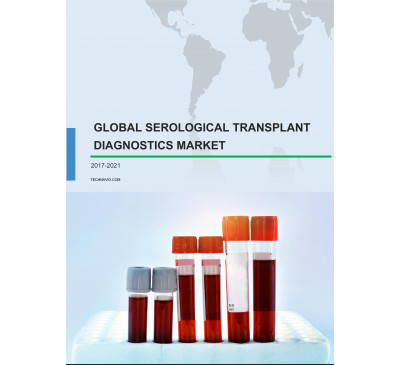 GLOBAL SEROLOGICAL TRANSPLANT
DIAGNOSTICS MARKET
2017-2021
TECHNAVIO.COM